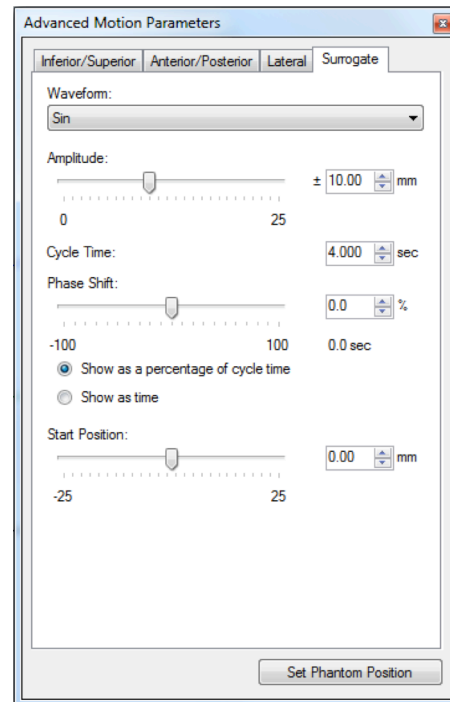 Advanced Motion Parameters
Inferior/Superior Anterior/Posterior Lateral Surrogate
Waveform:
Sin
Amplitude:
± 10.00 mm
0 25
Cycle Time: 4.000 sec
Phase Shift:
0.0 %
-100 100 0.0 sec
Show as a percentage of cycle time
Show as time
Start Position:
0.00 mm
-25 25
Set Phantom Position